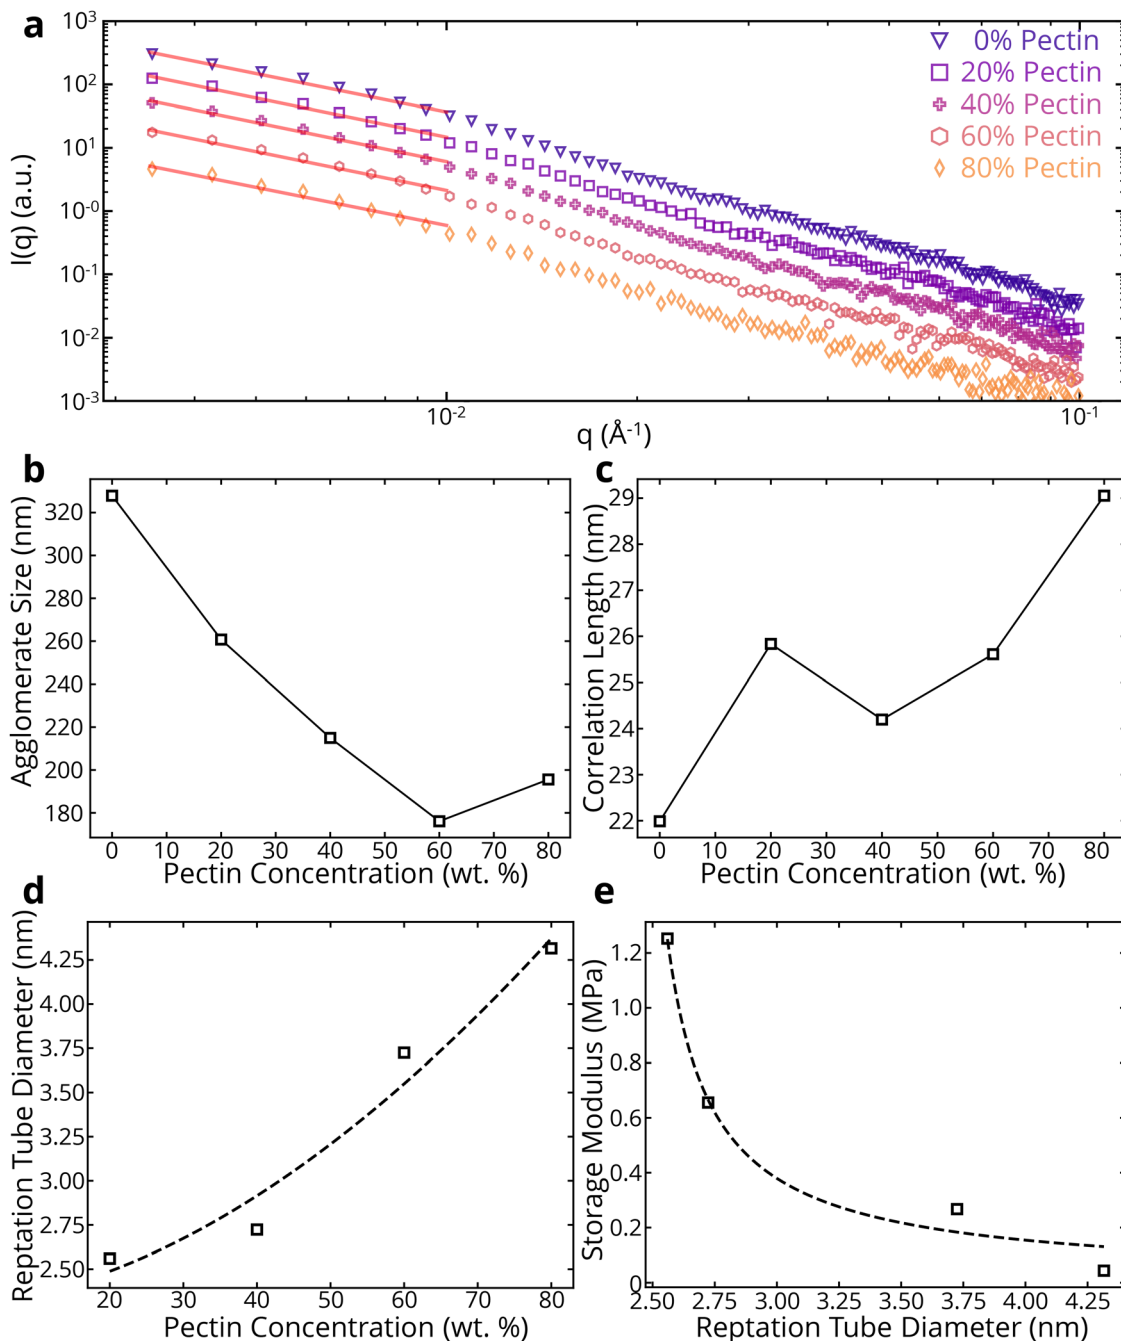 a
10³
10²
10¹
10⁻⁰
10⁻¹
10⁻²
10⁻³
I(q) (a.u.)
0% Pectin
20% Pectin
40% Pectin
60% Pectin
80% Pectin
10⁻²
10⁻¹
q (Å⁻¹)
b
320
300
280
260
240
220
200
180
Agglomerate Size (nm)
0 10 20 30 40 50 60 70 80
Pectin Concentration (wt. %)
c
29
28
27
26
25
24
23
22
Correlation Length (nm)
0 10 20 30 40 50 60 70 80
Pectin Concentration (wt. %)
d
4.25
4.00
3.75
3.50
3.25
3.00
2.75
2.50
Reptation Tube Diameter (nm)
20 30 40 50 60 70 80
Pectin Concentration (wt. %)
e
1.2
1.0
0.8
0.6
0.4
0.2
0
Storage Modulus (MPa)
2.50 2.75 3.00 3.25 3.50 3.75 4.00 4.25
Reptation Tube Diameter (nm)